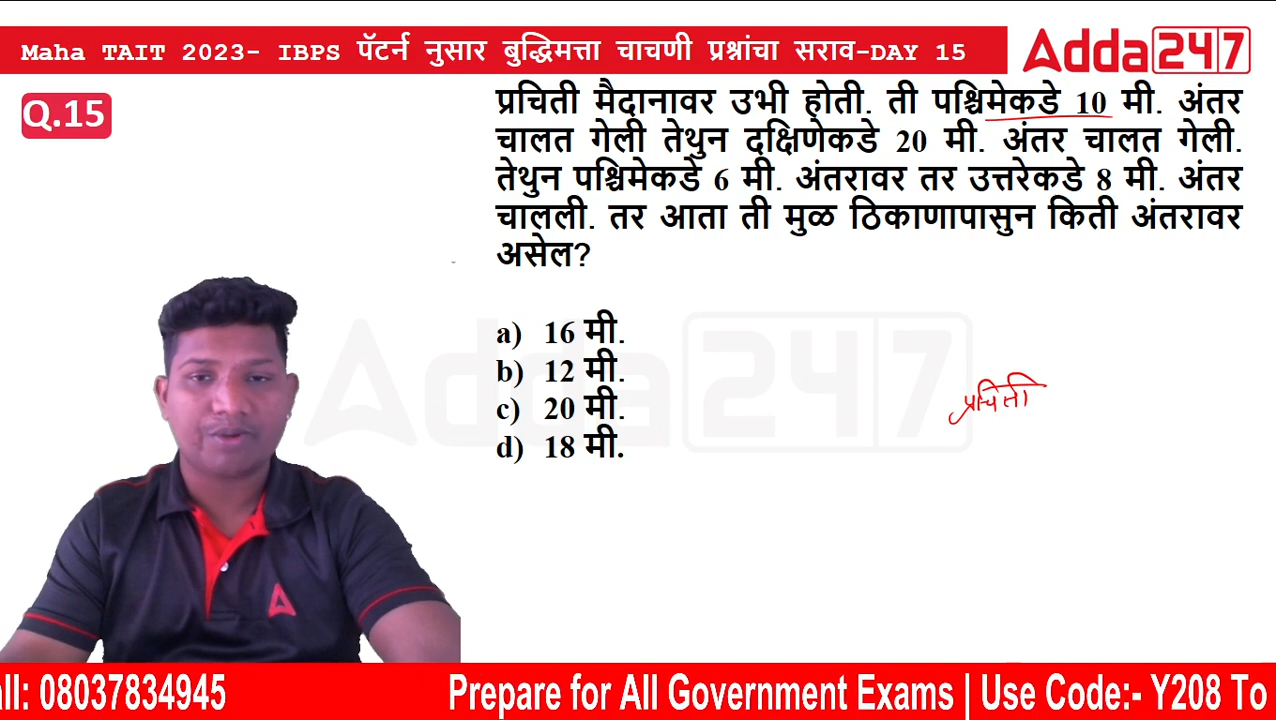 Maha TAIT 2023- IBPS पॅटर्न नुसार बुद्धिमत्ता चाचणी प्रश्नांचा सराव-DAY 15
Adda247
Q.15
प्रचिती मैदानावर उभी होती. ती पश्चिमेकडे 10 मी. अंतर
चालत गेली तेथुन दक्षिणेकडे 20 मी. अंतर चालत गेली.
तेथुन पश्चिमेकडे 6 मी. अंतरावर तर उत्तरेकडे 8 मी. अंतर
चालली. तर आता ती मुळ ठिकाणापासुन किती अंतरावर
असेल?
a) 16 मी.
b) 12 मी.
c) 20 मी.
d) 18 मी.
Adda247
प्रचिती
all: 08037834945 Prepare for All Government Exams | Use Code:- Y208 To